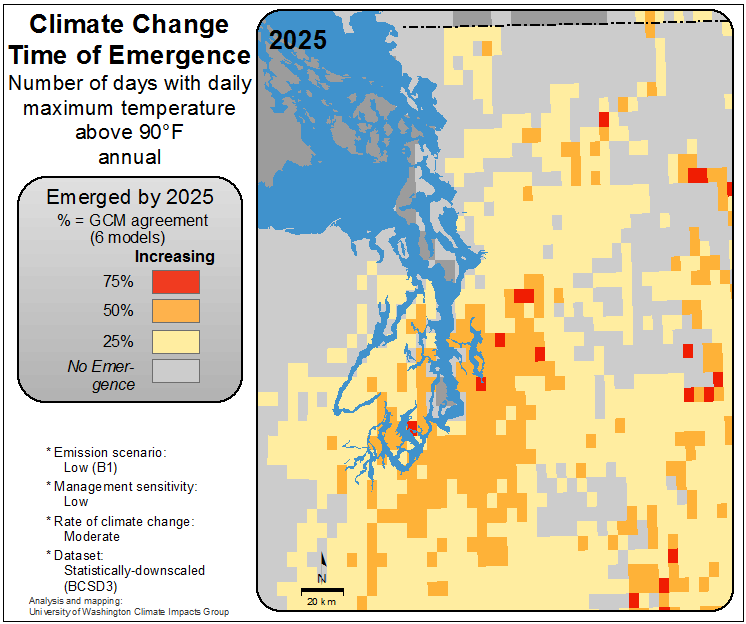 Climate Change
Time of Emergence
Number of days with daily
maximum temperature
above 90°F
annual
Emerged by 2025
% = GCM agreement
(6 models)
Increasing
75%
50%
25%
No Emer-
gence
* Emission scenario:
Low (B1)
* Management sensitivity:
Low
* Rate of climate change:
Moderate
* Dataset:
Statistically-downscaled
(BCSD3)
Analysis and mapping:
University of Washington Climate Impacts Group
2025
N
20 km